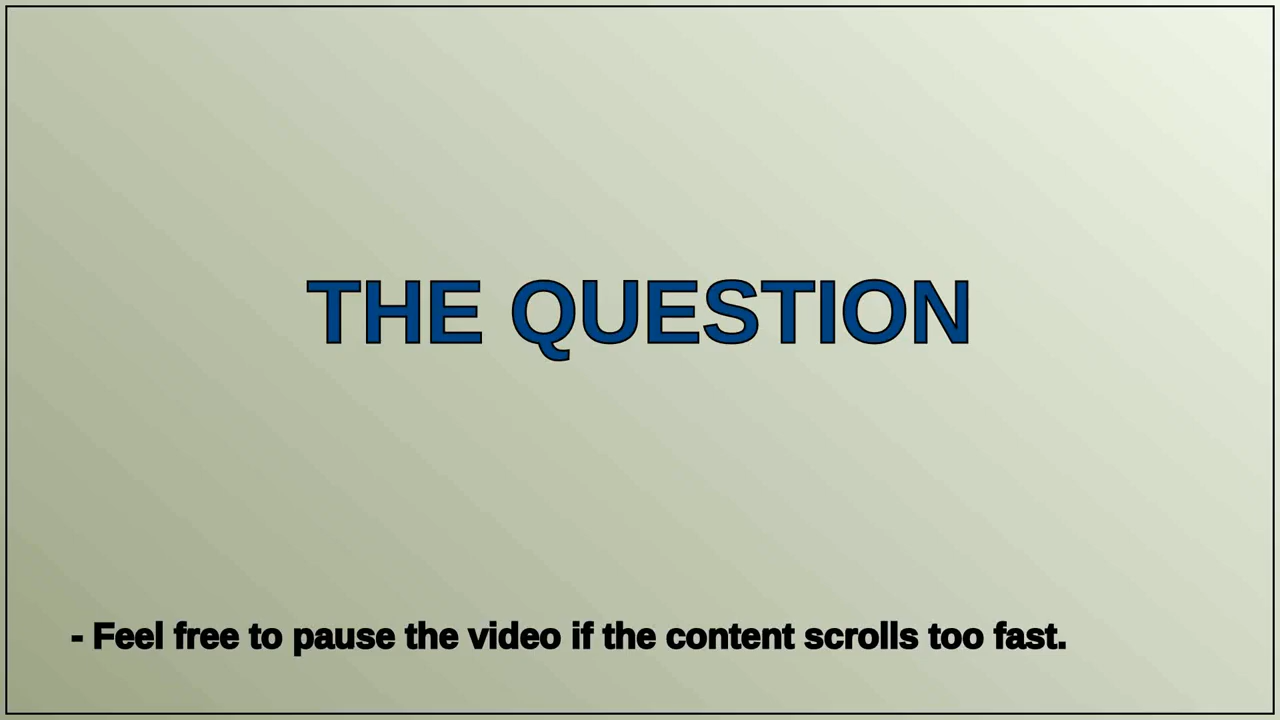 THE QUESTION
- Feel free to pause the video if the content scrolls too fast.